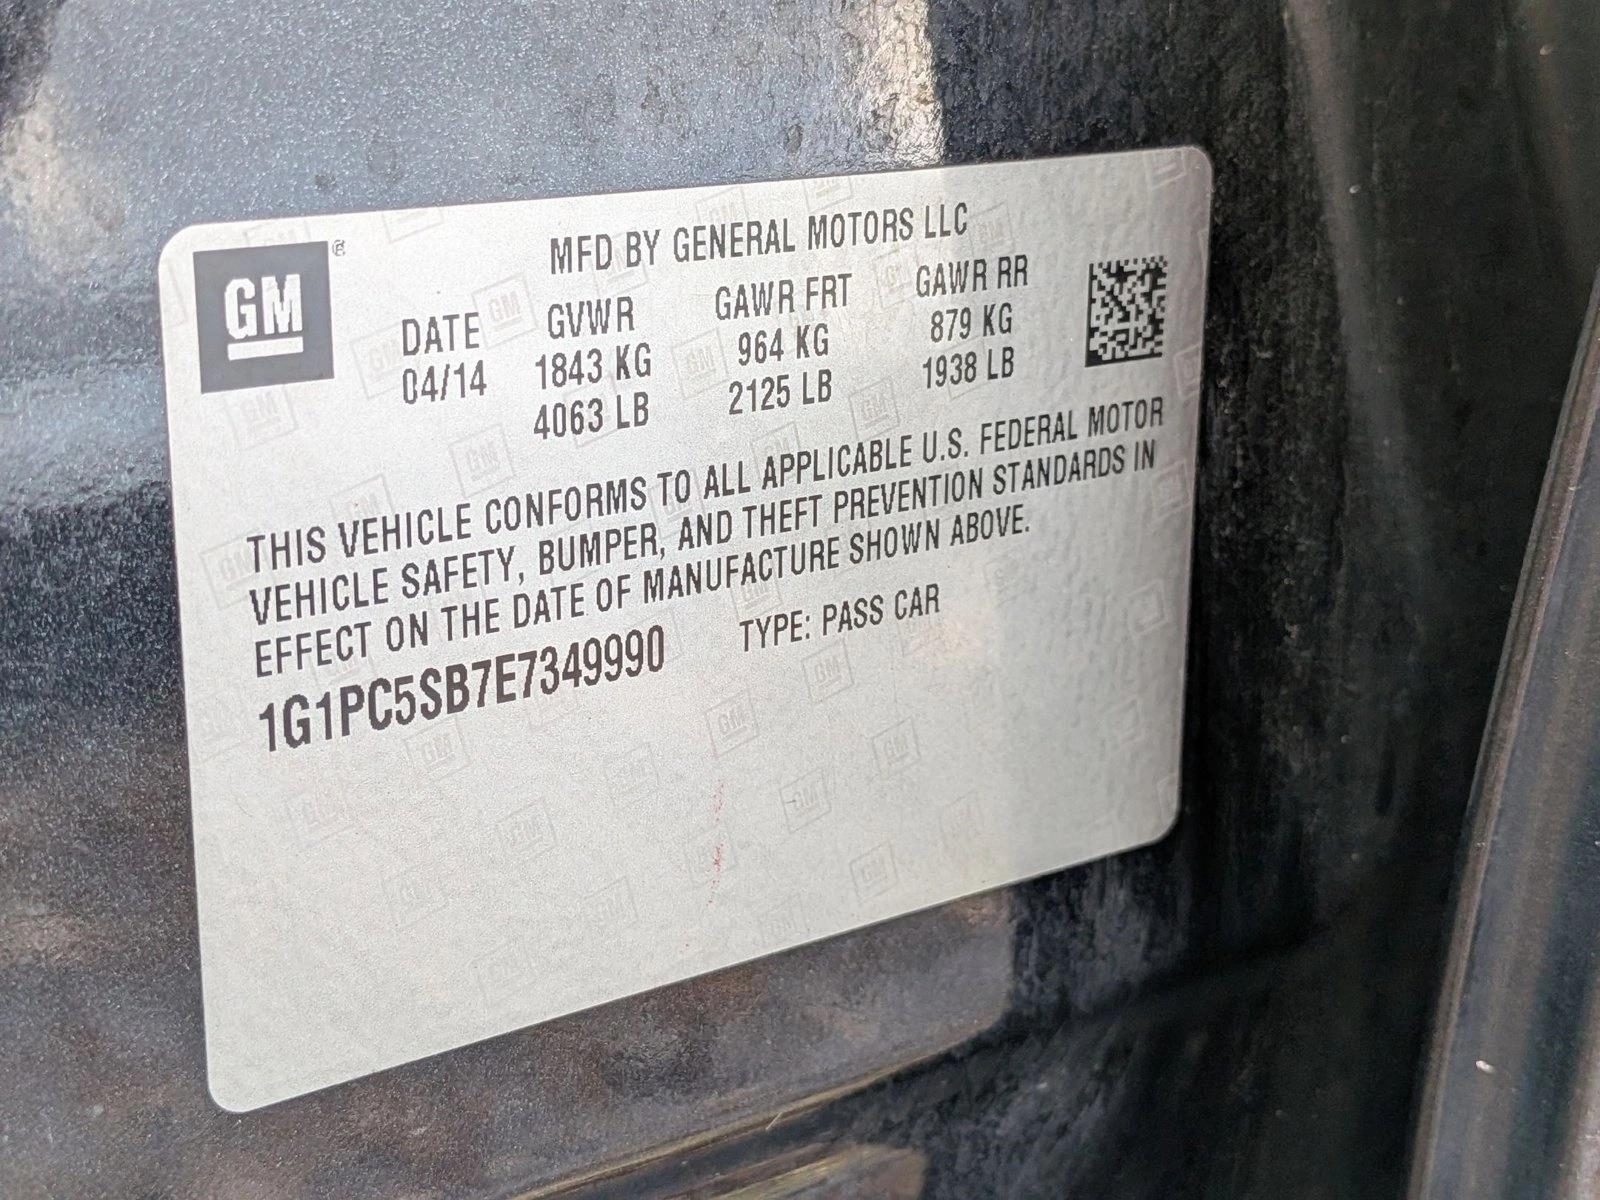 GM
MFD BY GENERAL MOTORS LLC
DATE GVWR GAWR FRT GAWR RR
04/14 1843 KG 964 KG 879 KG
4063 LB 2125 LB 1938 LB
THIS VEHICLE CONFORMS TO ALL APPLICABLE U.S. FEDERAL MOTOR
VEHICLE SAFETY, BUMPER, AND THEFT PREVENTION STANDARDS IN
EFFECT ON THE DATE OF MANUFACTURE SHOWN ABOVE.
1G1PC5SB7E7349990 TYPE: PASS CAR